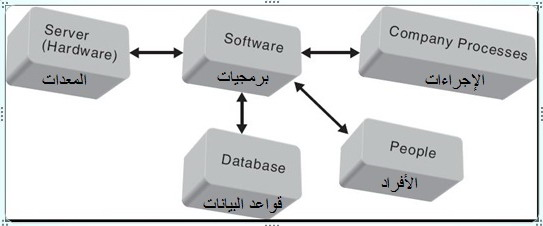 Server
(Hardware)
المعدات
Software
برمجيات
Company Processes
الإجراءات
Database
قواعد البيانات
People
الأفراد